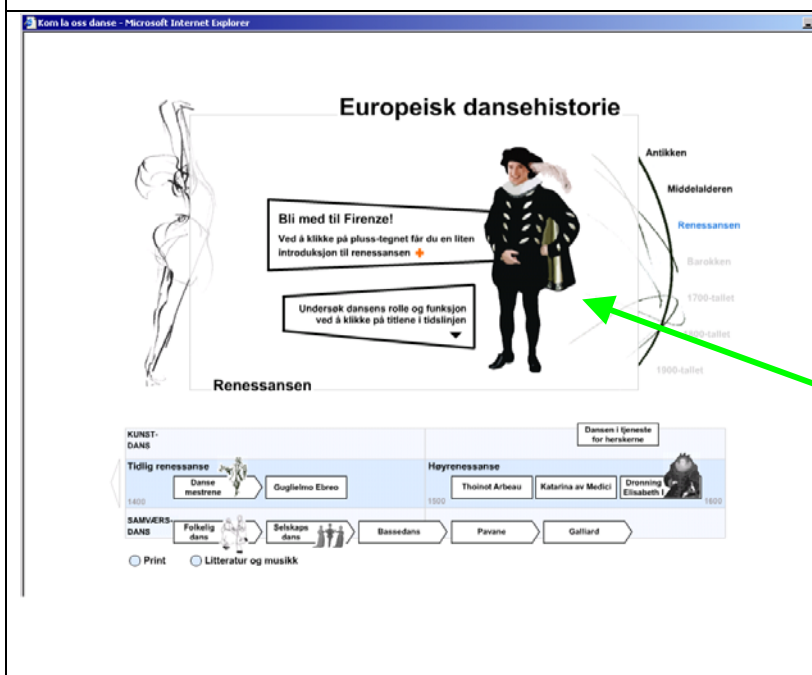 Kom la oss danse - Microsoft Internet Explorer
Europeisk dansehistorie
Antikken
Middelalderen
Renessansen
Barokken
1700-tallet
1800-tallet
1900-tallet
Bli med til Firenze!
Ved å klikke på pluss-tegnet får du en liten
introduksjon til renessansen +
Undersøk dansens rolle og funksjon
ved å klikke på titlene i tidslinjen
Renessansen
KUNST-
DANS
Dansen i tjeneste
for herskerne
Tidlig renessanse
Høyrenessanse
Danse
mestrene
Guglielmo Ebreo
Thoinot Arbeau
Katarina av Medici
Dronning
Elisabeth I
1400
1500
1600
SAMVÆRS-
DANS
Folkelig
dans
Selskaps
dans
Bassedans
Pavane
Galliard
Print
Litteratur og musikk